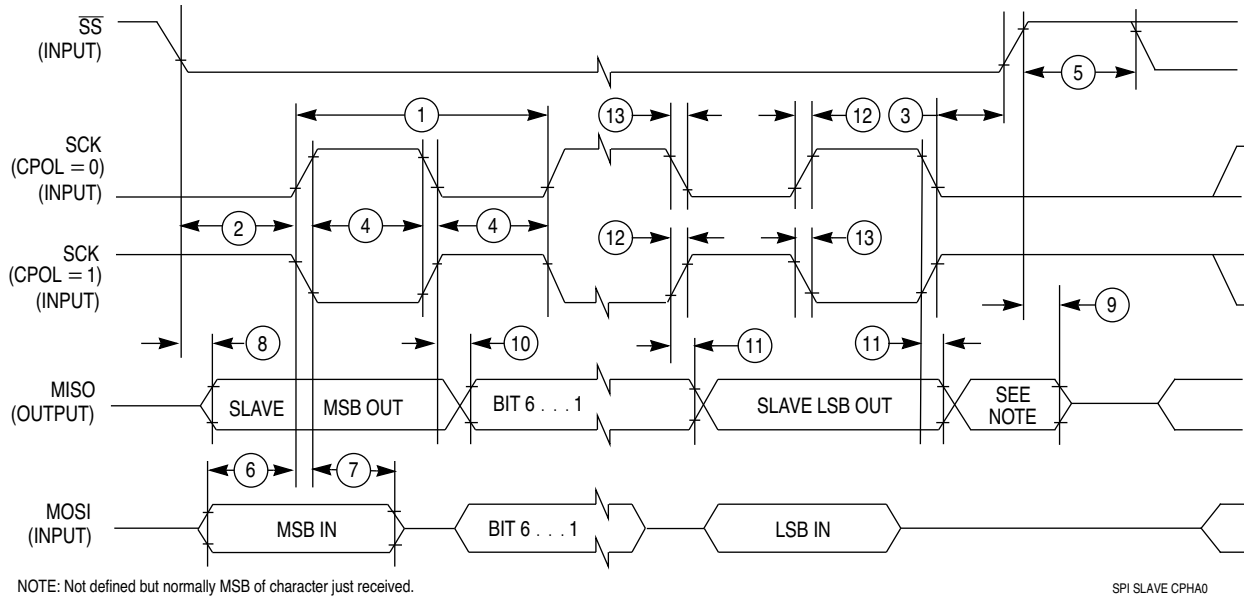 SS
(INPUT)
5
1
13
12
3
SCK
(CPOL = 0)
(INPUT)
2
4
4
12
13
SCK
(CPOL = 1)
(INPUT)
8
10
11
11
9
MISO
(OUTPUT)
SLAVE
MSB OUT
BIT 6 . . . 1
SLAVE LSB OUT
SEE
NOTE
6
7
MOSI
(INPUT)
MSB IN
BIT 6 . . . 1
LSB IN
NOTE: Not defined but normally MSB of character just received.
SPI SLAVE CPHA0